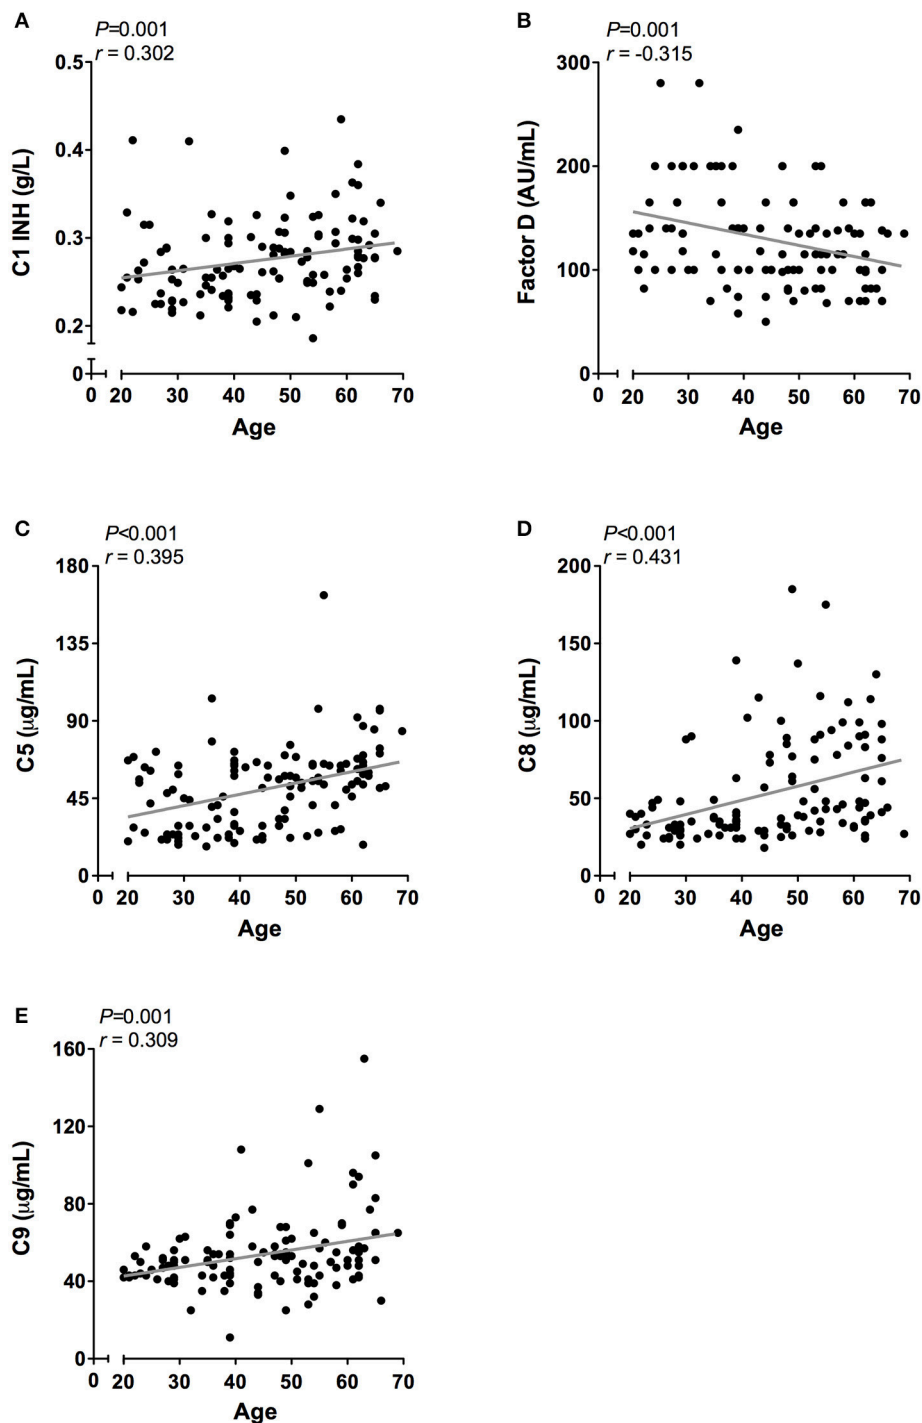 A
P=0.001
r = 0.302
0.5
0.4
0.3
0.2
0
C1 INH (g/L)
0 20 30 40 50 60 70
Age
B
P=0.001
r = -0.315
300
200
100
0
Factor D (AU/mL)
0 20 30 40 50 60 70
Age
C
P<0.001
r = 0.395
180
135
90
45
0
C5 (μg/mL)
0 20 30 40 50 60 70
Age
D
P<0.001
r = 0.431
200
150
100
50
0
C8 (μg/mL)
0 20 30 40 50 60 70
Age
E
P=0.001
r = 0.309
160
120
80
40
0
C9 (μg/mL)
0 20 30 40 50 60 70
Age